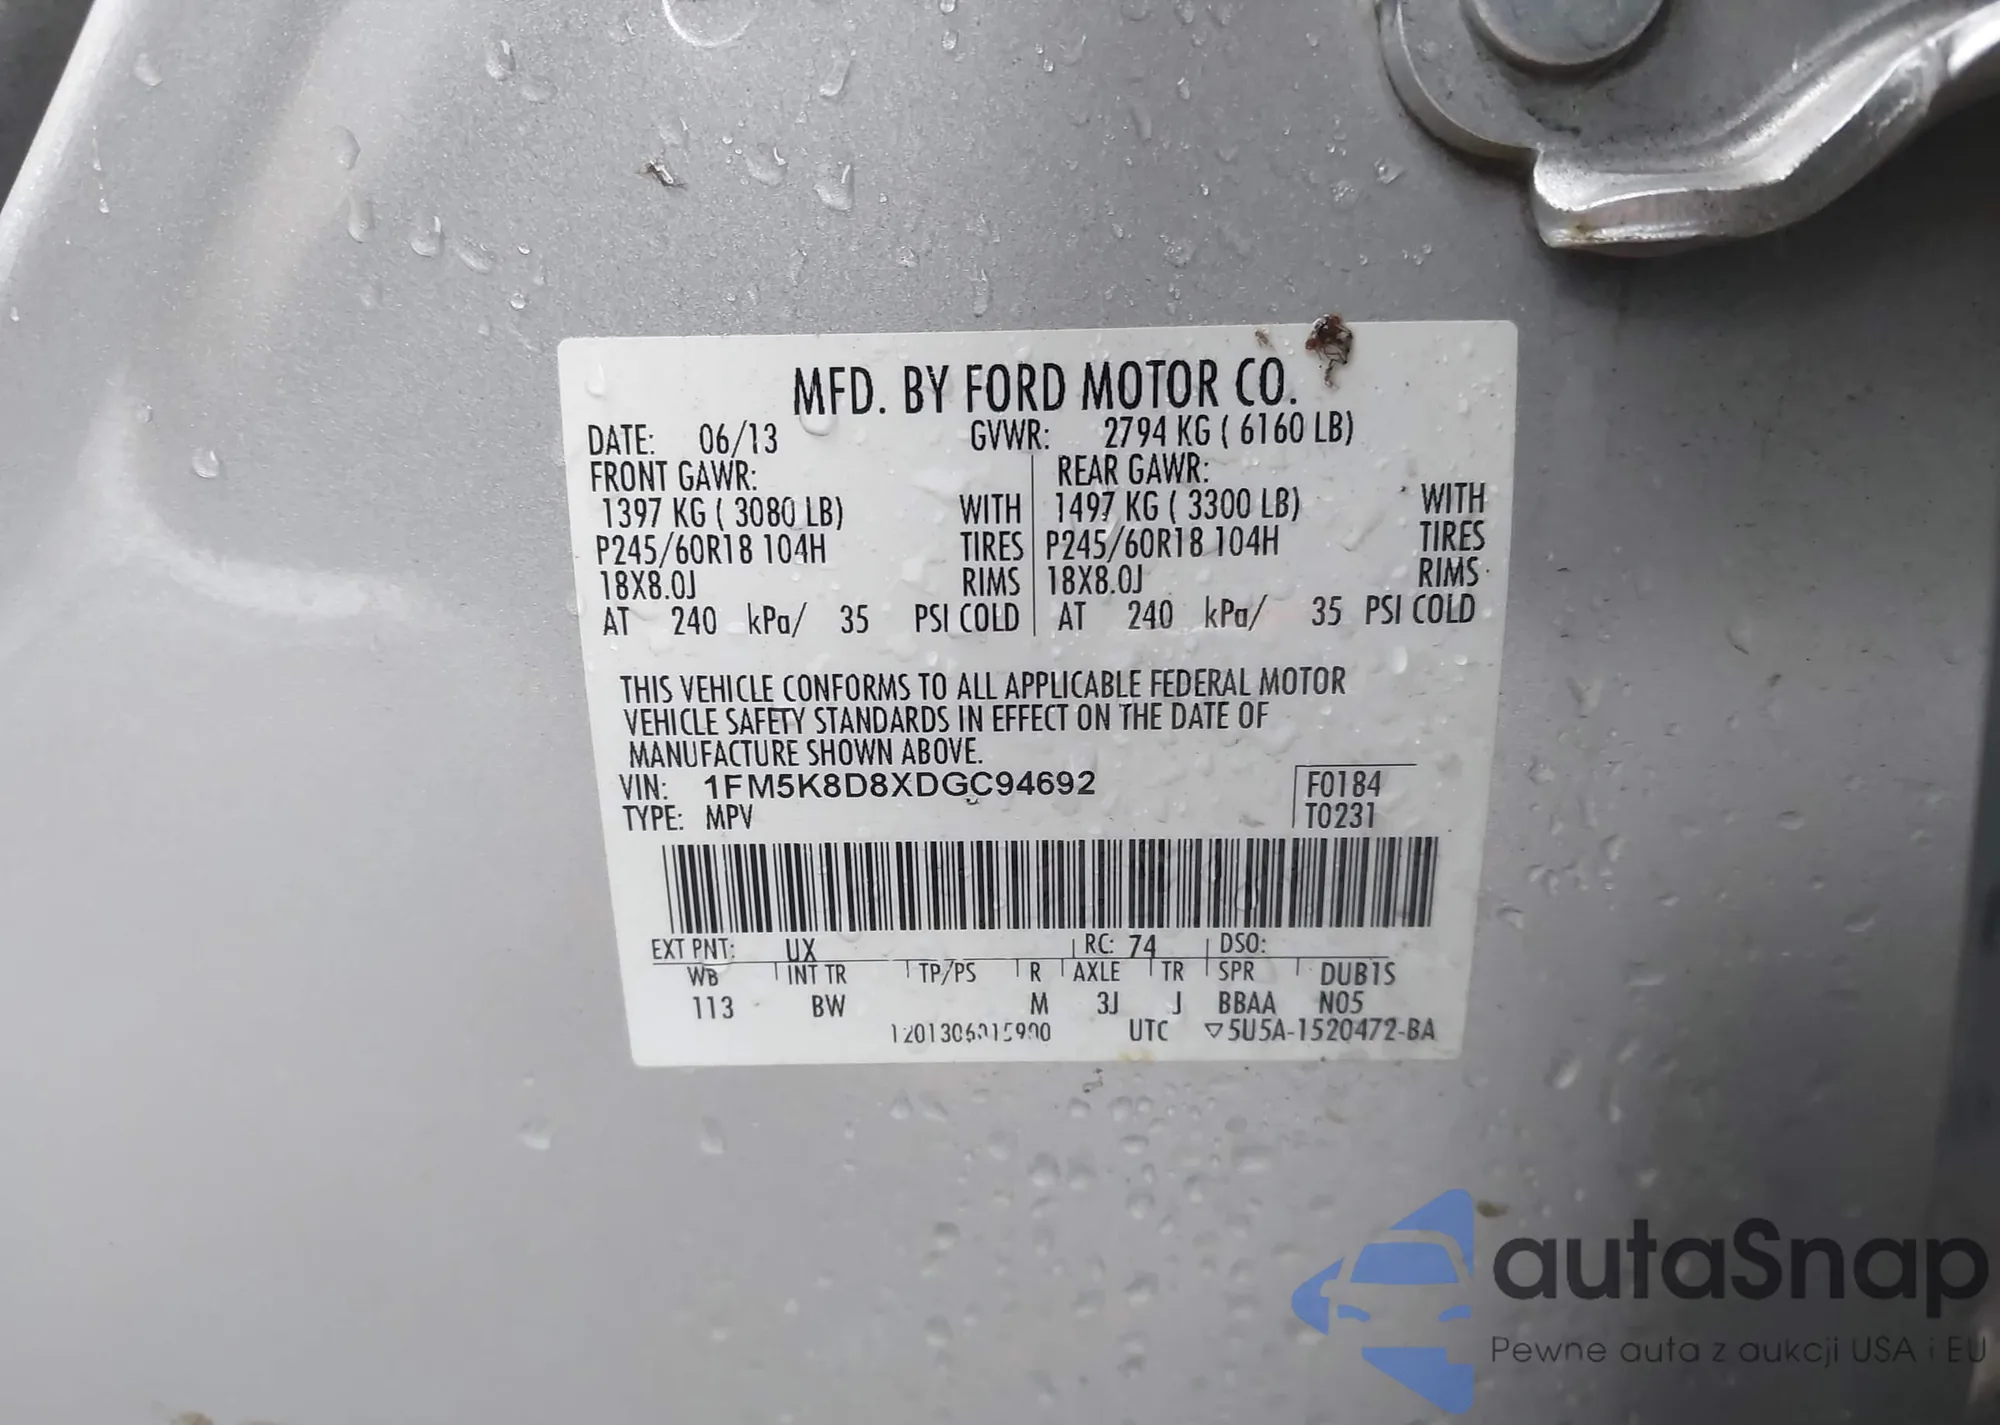 MFD. BY FORD MOTOR CO.
DATE: 06/13 GVWR: 2794 KG ( 6160 LB)
FRONT GAWR: REAR GAWR:
1397 KG ( 3080 LB) WITH 1497 KG ( 3300 LB) WITH
P245/60R18 104H TIRES P245/60R18 104H TIRES
18X8.0J RIMS 18X8.0J RIMS
AT 240 kPa/ 35 PSI COLD AT 240 kPa/ 35 PSI COLD
THIS VEHICLE CONFORMS TO ALL APPLICABLE FEDERAL MOTOR
VEHICLE SAFETY STANDARDS IN EFFECT ON THE DATE OF
MANUFACTURE SHOWN ABOVE.
VIN: 1FM5K8D8XDGC94692 F0184
TYPE: MPV T0231
EXT PNT: UX RC: 74 DSO:
WB INT TR TP/PS R AXLE TR SPR DUB1S
113 BW M 3J J BBAA N05
UTC ▽5U5A-1520472-BA
autaSnap
Pewne auta z aukcji USA i EU